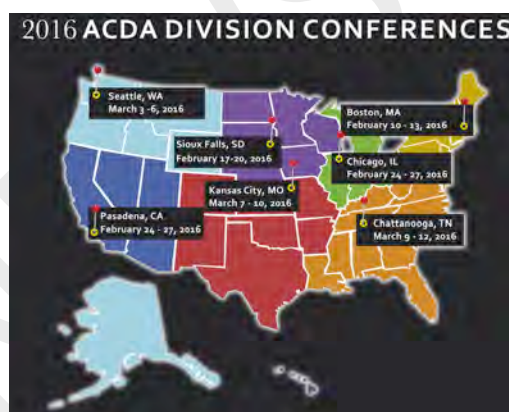 2016 ACDA DIVISION CONFERENCES
Seattle, WA
March 3 -6, 2016
Boston, MA
February 10 - 13, 2016
Sioux Falls, SD
February 17-20, 2016
Chicago, IL
February 24 - 27, 2016
Kansas City, MO
March 7 - 10, 2016
Pasadena, CA
February 24 - 27, 2016
Chattanooga, TN
March 9 - 12, 2016